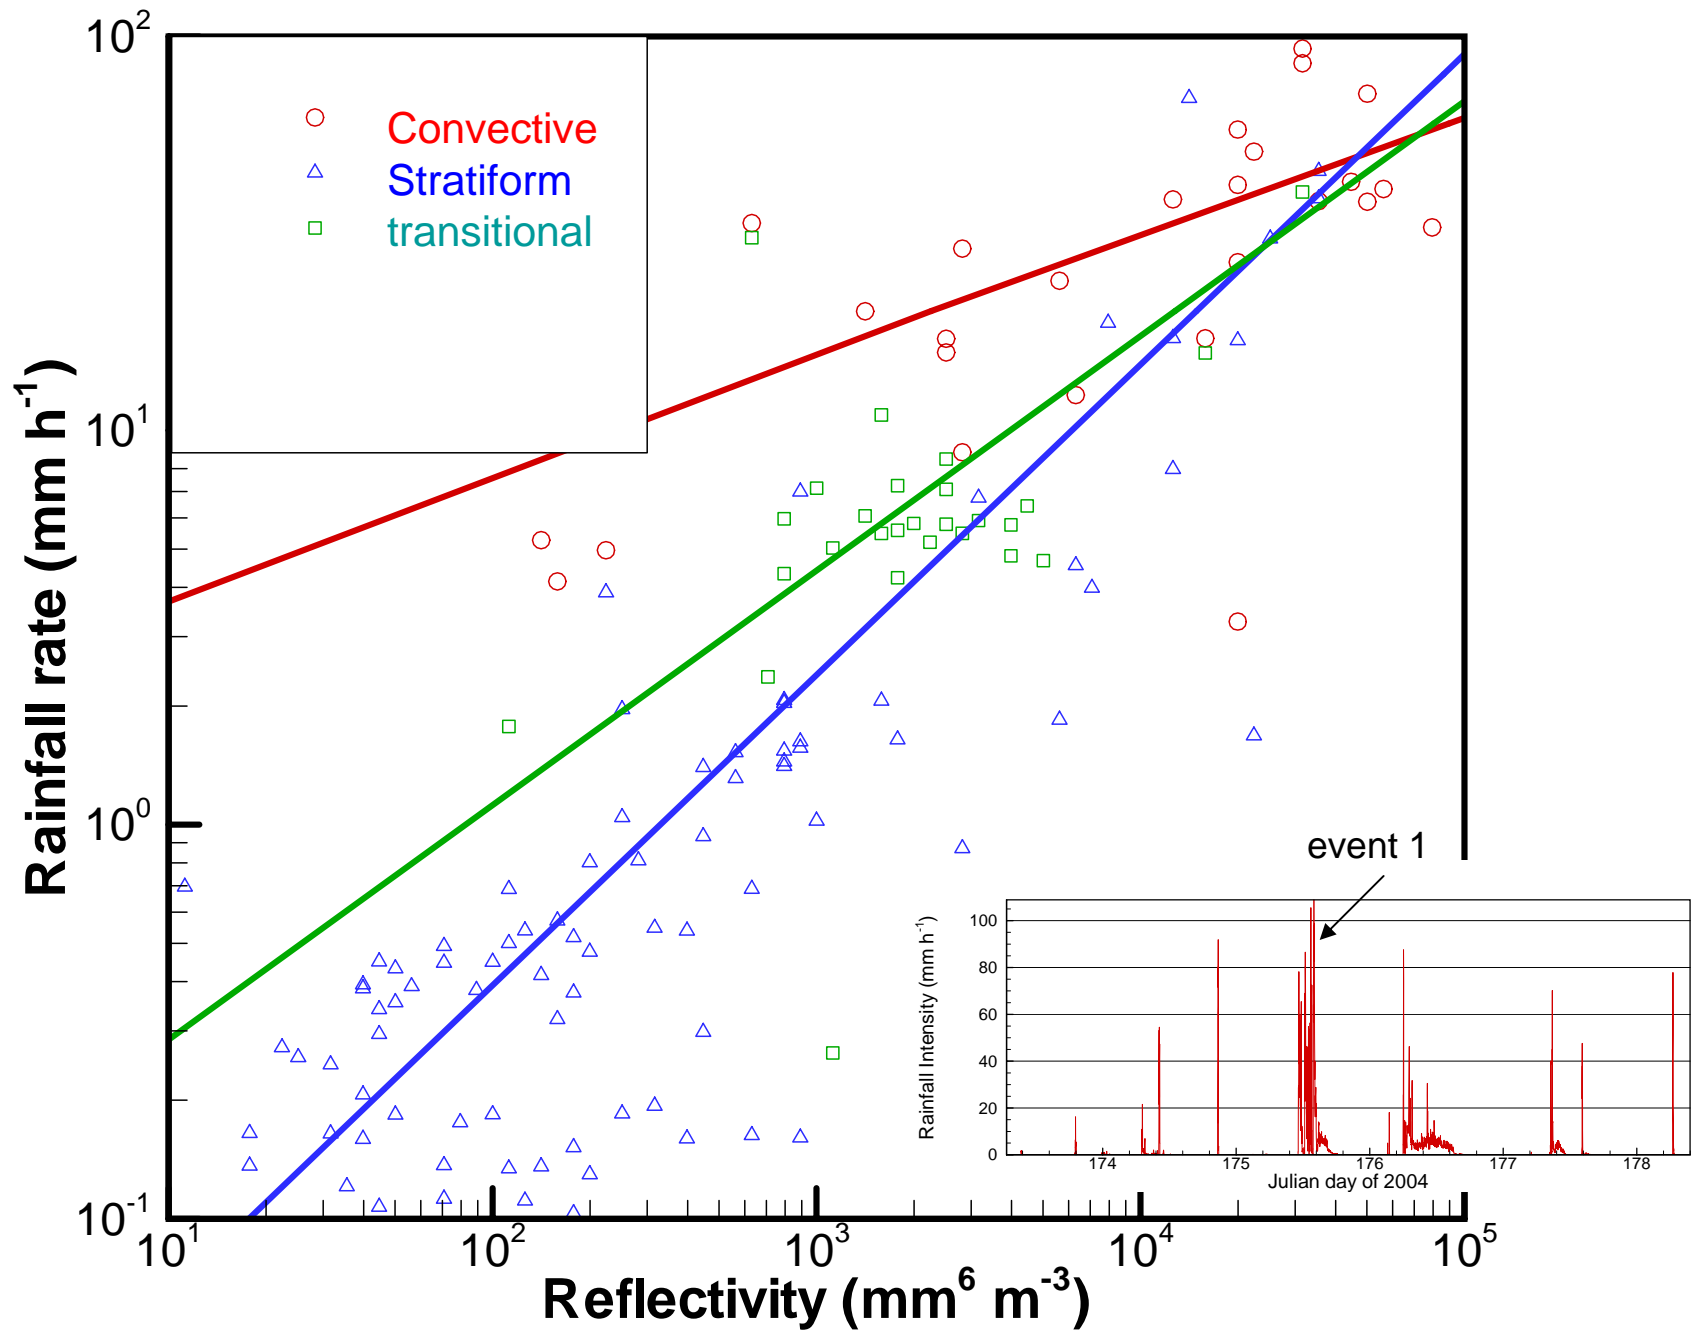 10²
Convective
Stratiform
transitional
10¹
Rainfall rate (mm h⁻¹)
10⁰
event 1
100
80
60
40
20
0
Rainfall Intensity (mm h⁻¹)
174 175 176 177 178
Julian day of 2004
10⁻¹
10¹ 10² 10³ 10⁴ 10⁵
Reflectivity (mm⁶ m⁻³)